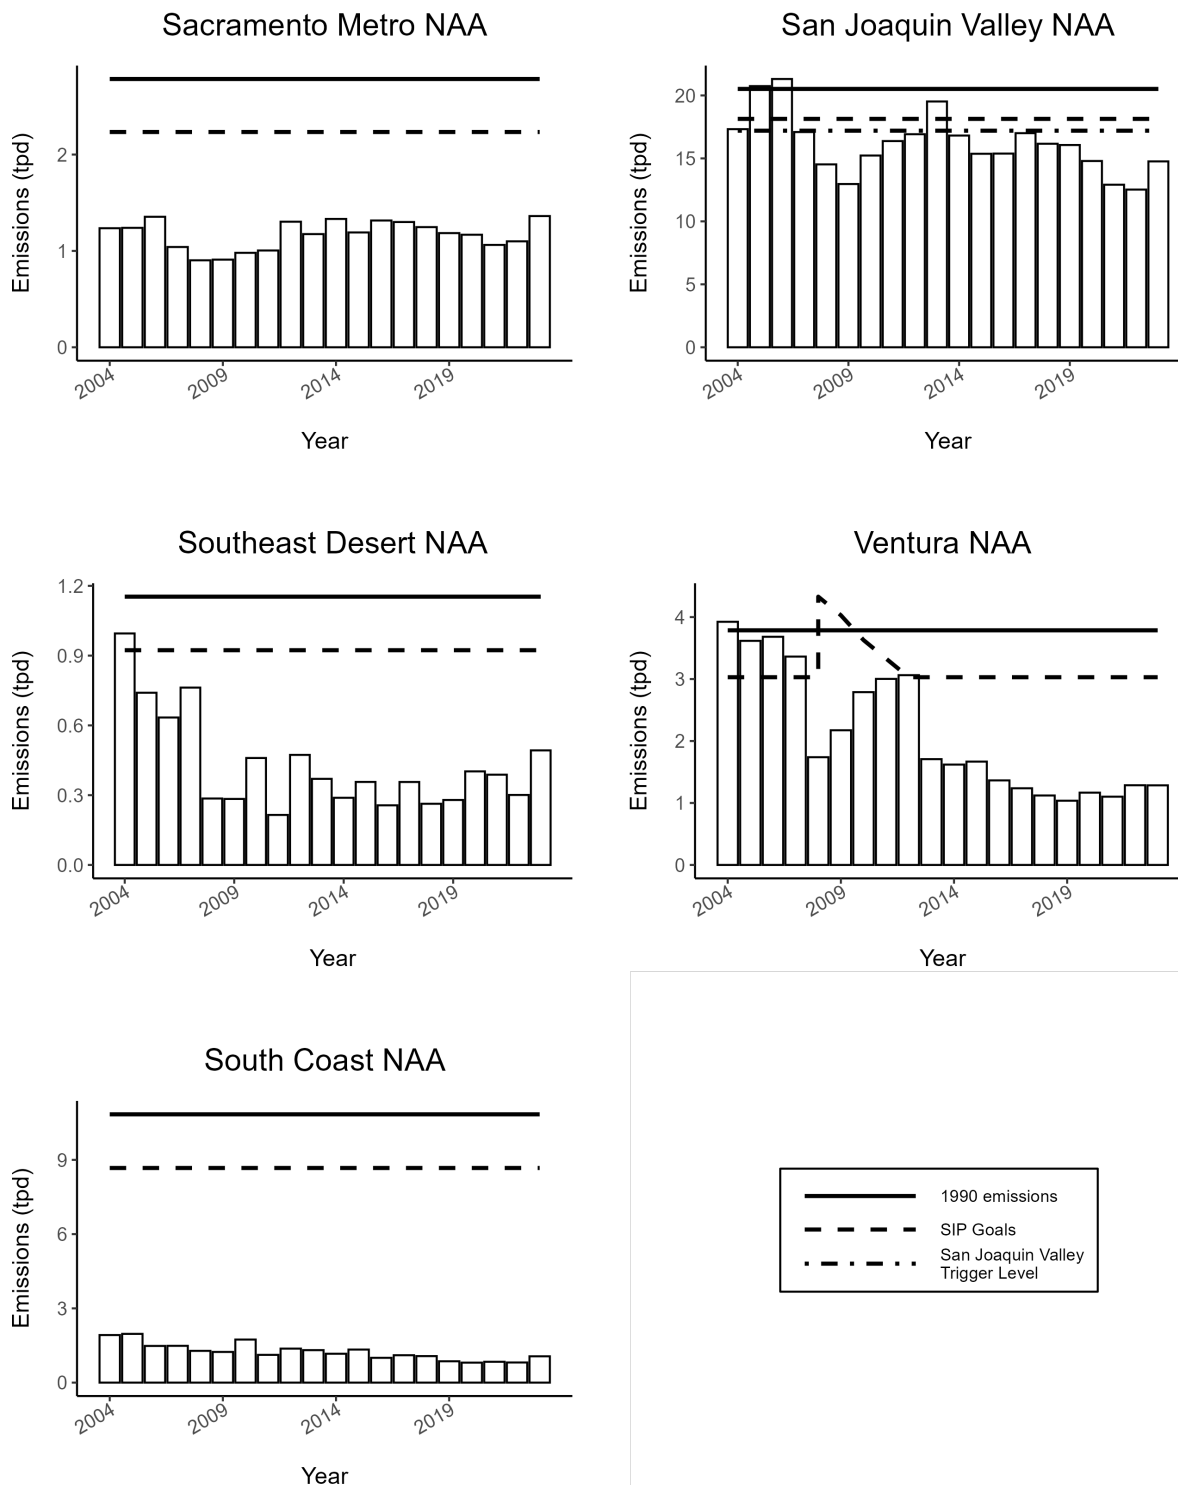 Sacramento Metro NAA
Emissions (tpd)
2
1
0
2004
2009
2014
2019
Year
San Joaquin Valley NAA
Emissions (tpd)
20
15
10
5
0
2004
2009
2014
2019
Year
Southeast Desert NAA
Emissions (tpd)
1.2
0.9
0.6
0.3
0.0
2004
2009
2014
2019
Year
Ventura NAA
Emissions (tpd)
4
3
2
1
0
2004
2009
2014
2019
Year
South Coast NAA
Emissions (tpd)
9
6
3
0
2004
2009
2014
2019
Year
1990 emissions
SIP Goals
San Joaquin Valley
Trigger Level